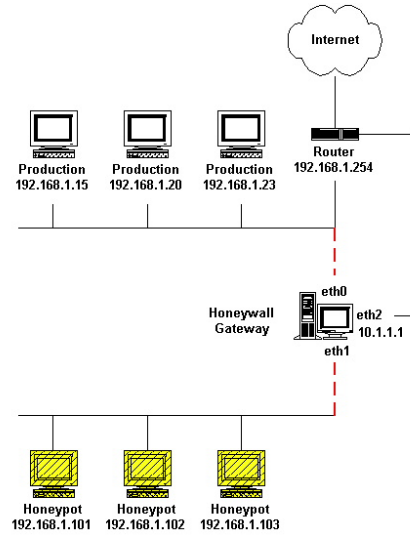 Internet
Router
192.168.1.254
Production
192.168.1.15
Production
192.168.1.20
Production
192.168.1.23
Honeywall
Gateway
eth0
eth2
10.1.1.1
eth1
Honeypot
192.168.1.101
Honeypot
192.168.1.102
Honeypot
192.168.1.103